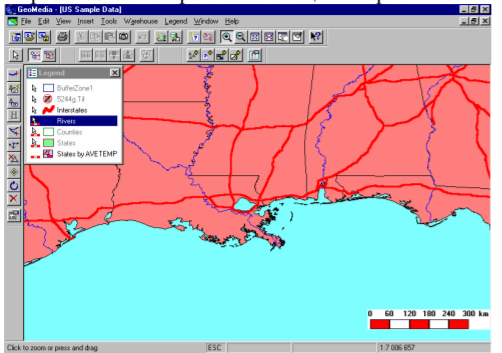 GeoMedia - [US Sample Data]
File Edit View Insert Tools Warehouse Legend Window Help
Legend
BufferZone1
5244g.Tif
Interstates
Rivers
Counties
States
States by AVETEMP
0 60 120 180 240 300 km
Click to zoom or press and drag ESC 1:7 006 657